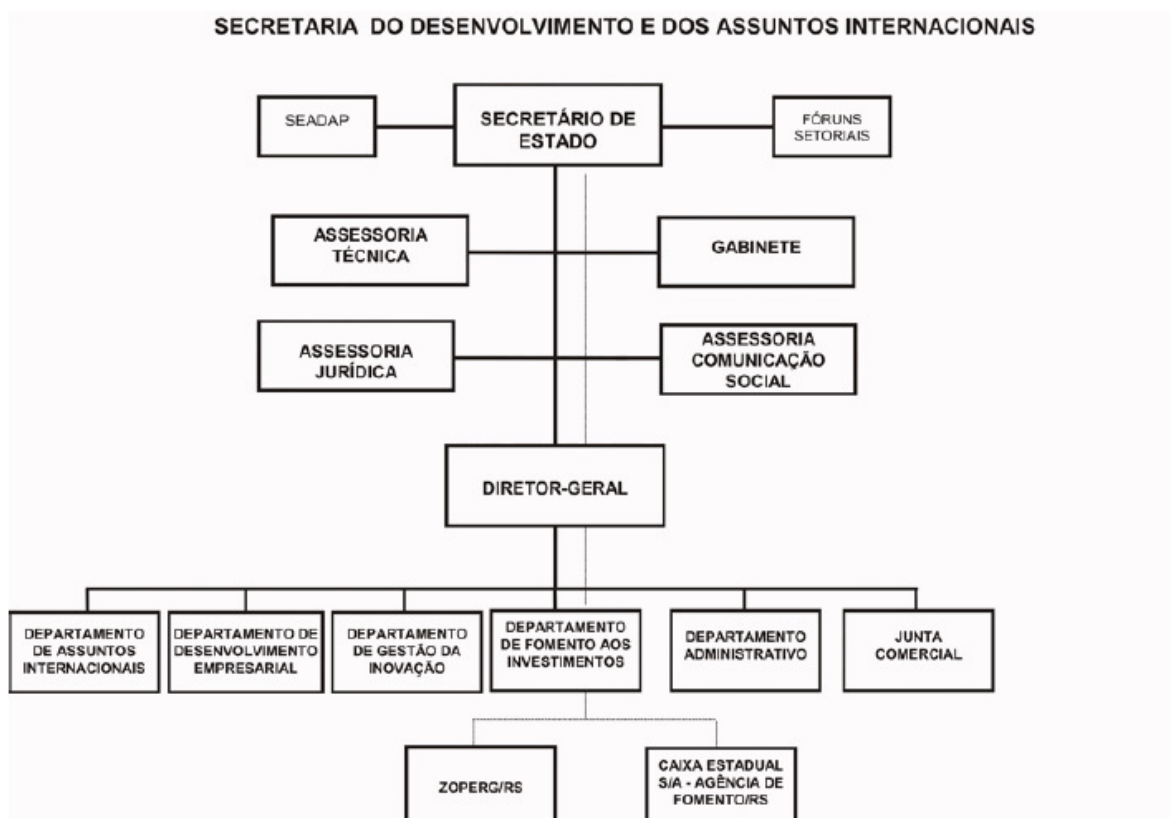 SECRETARIA DO DESENVOLVIMENTO E DOS ASSUNTOS INTERNACIONAIS
SEADAP
SECRETÁRIO DE
ESTADO
FÓRUNS
SETORIAIS
ASSESSORIA
TÉCNICA
GABINETE
ASSESSORIA
JURÍDICA
ASSESSORIA
COMUNICAÇÃO
SOCIAL
DIRETOR-GERAL
DEPARTAMENTO
DE ASSUNTOS
INTERNACIONAIS
DEPARTAMENTO DE
DESENVOLVIMENTO
EMPRESARIAL
DEPARTAMENTO
DE GESTÃO DA
INOVAÇÃO
DEPARTAMENTO
DE FOMENTO AOS
INVESTIMENTOS
DEPARTAMENTO
ADMINISTRATIVO
JUNTA
COMERCIAL
ZOPERG/RS
CAIXA ESTADUAL
S/A - AGÊNCIA DE
FOMENTO/RS